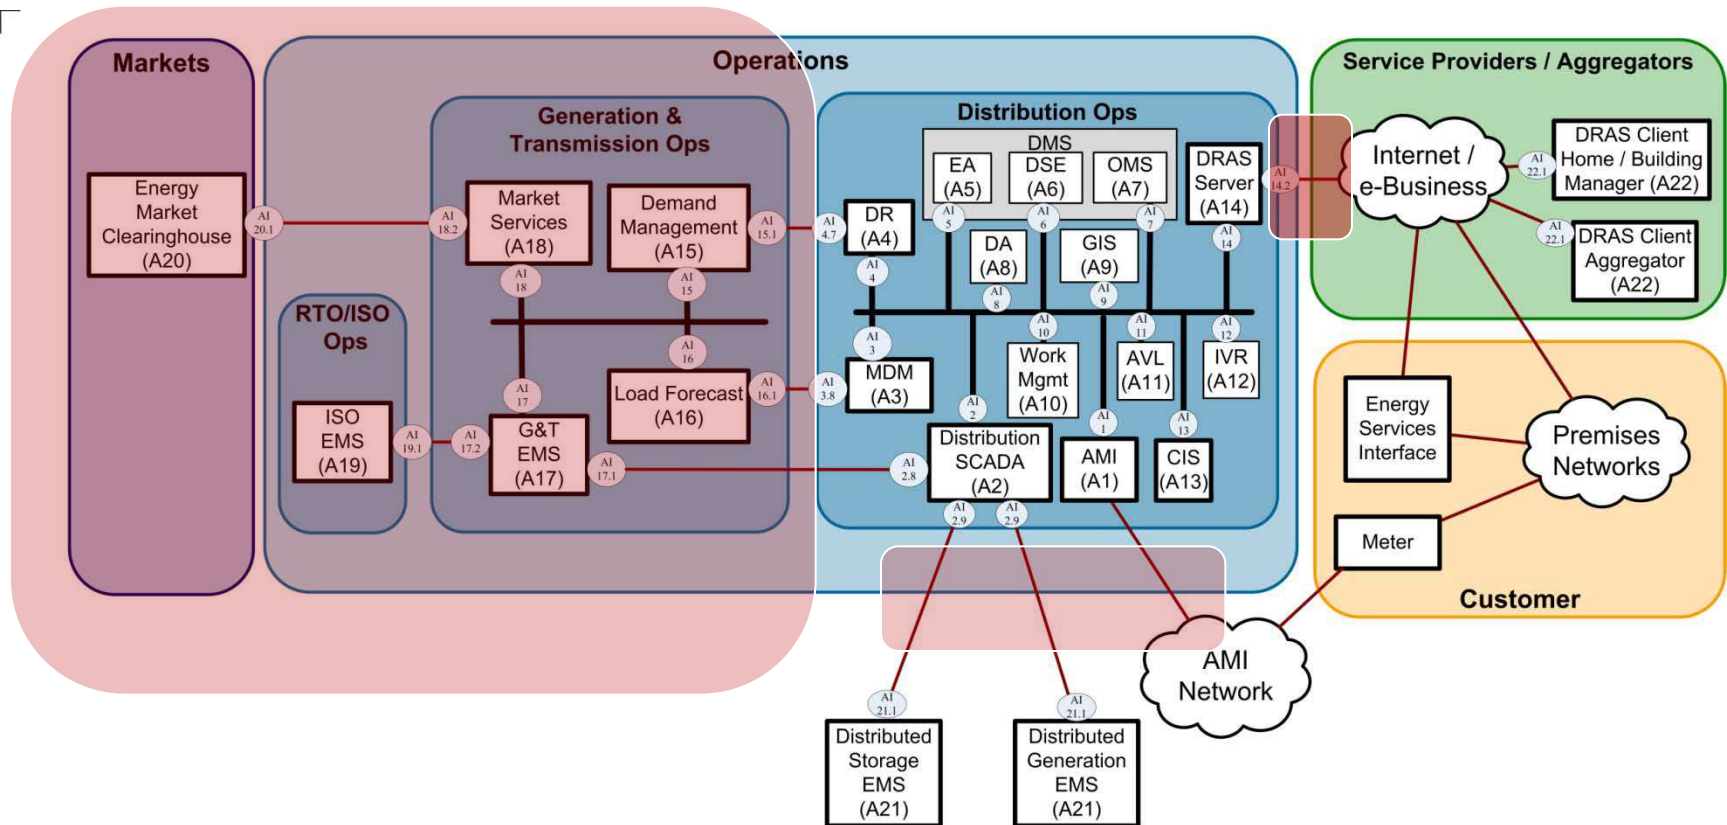 Markets
Operations
Service Providers / Aggregators
Generation &
Transmission Ops
Distribution Ops
DMS
Energy
Market
Clearinghouse
(A20)
AI
20.1
AI
18.2
Market
Services
(A18)
AI
18
Demand
Management
(A15)
AI
15.1
AI
15
AI
4.7
DR
(A4)
AI
4
EA
(A5)
AI
5
DSE
(A6)
AI
6
OMS
(A7)
AI
7
DA
(A8)
AI
8
GIS
(A9)
AI
9
DRAS
Server
(A14)
AI
14.2
AI
14
Internet /
e-Business
AI
22.1
DRAS Client
Home / Building
Manager (A22)
AI
22.1
DRAS Client
Aggregator
(A22)
RTO/ISO
Ops
ISO
EMS
(A19)
AI
19.1
AI
17.2
AI
17
G&T
EMS
(A17)
AI
17.1
AI
16
Load Forecast
(A16)
AI
16.1
AI
3.8
AI
3
MDM
(A3)
AI
2.8
AI
2
Distribution
SCADA
(A2)
AI
2.9
AI
2.9
AI
10
Work
Mgmt
(A10)
AI
1
AMI
(A1)
AI
11
AVL
(A11)
AI
13
CIS
(A13)
AI
12
IVR
(A12)
Energy
Services
Interface
Premises
Networks
Meter
Customer
AMI
Network
AI
21.1
Distributed
Storage
EMS
(A21)
AI
21.1
Distributed
Generation
EMS
(A21)